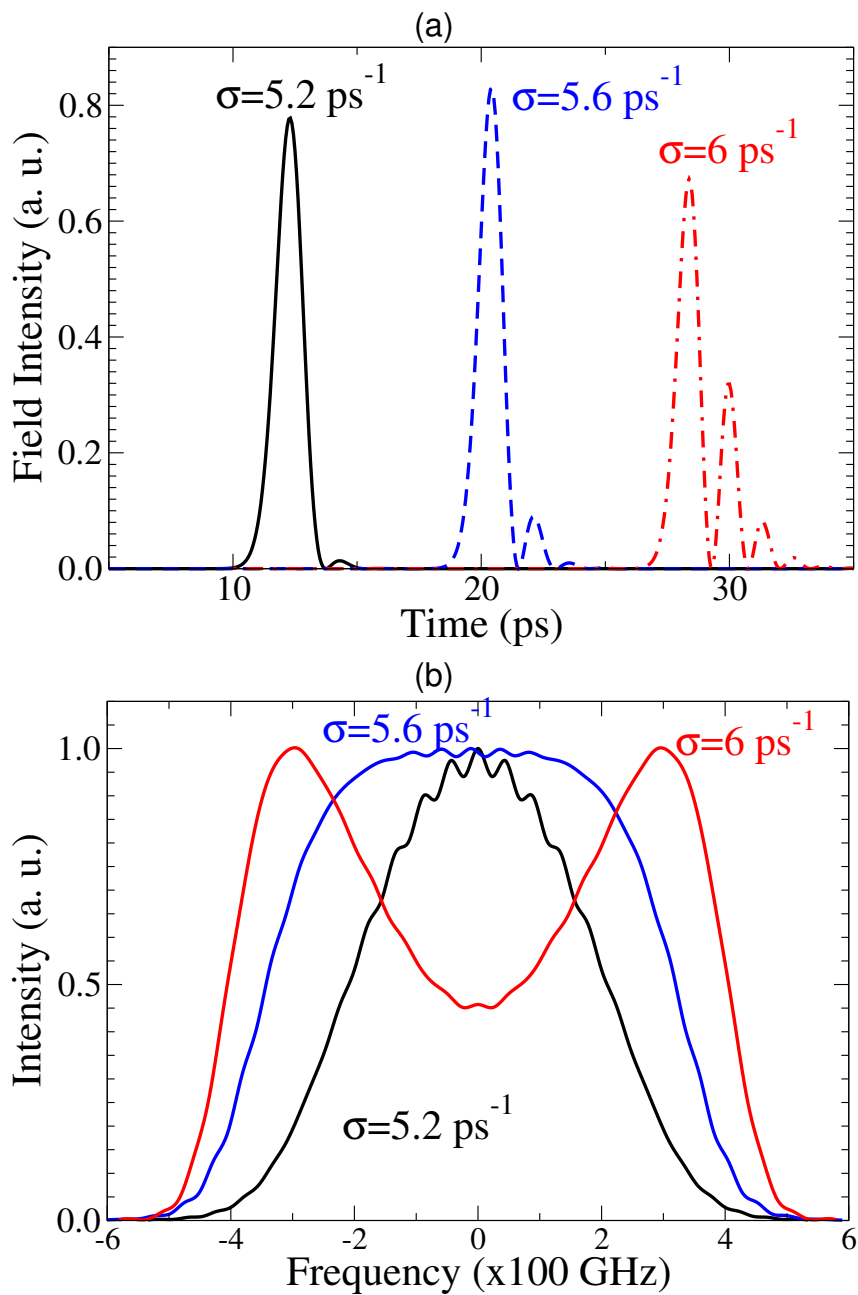 (a)
σ=5.2 ps⁻¹
σ=5.6 ps⁻¹
σ=6 ps⁻¹
Field Intensity (a. u.)
0.8
0.6
0.4
0.2
0.0
10
20
30
Time (ps)
(b)
σ=5.6 ps⁻¹
σ=6 ps⁻¹
σ=5.2 ps⁻¹
Intensity (a. u.)
1.0
0.5
0.0
-6
-4
-2
0
2
4
6
Frequency (x100 GHz)